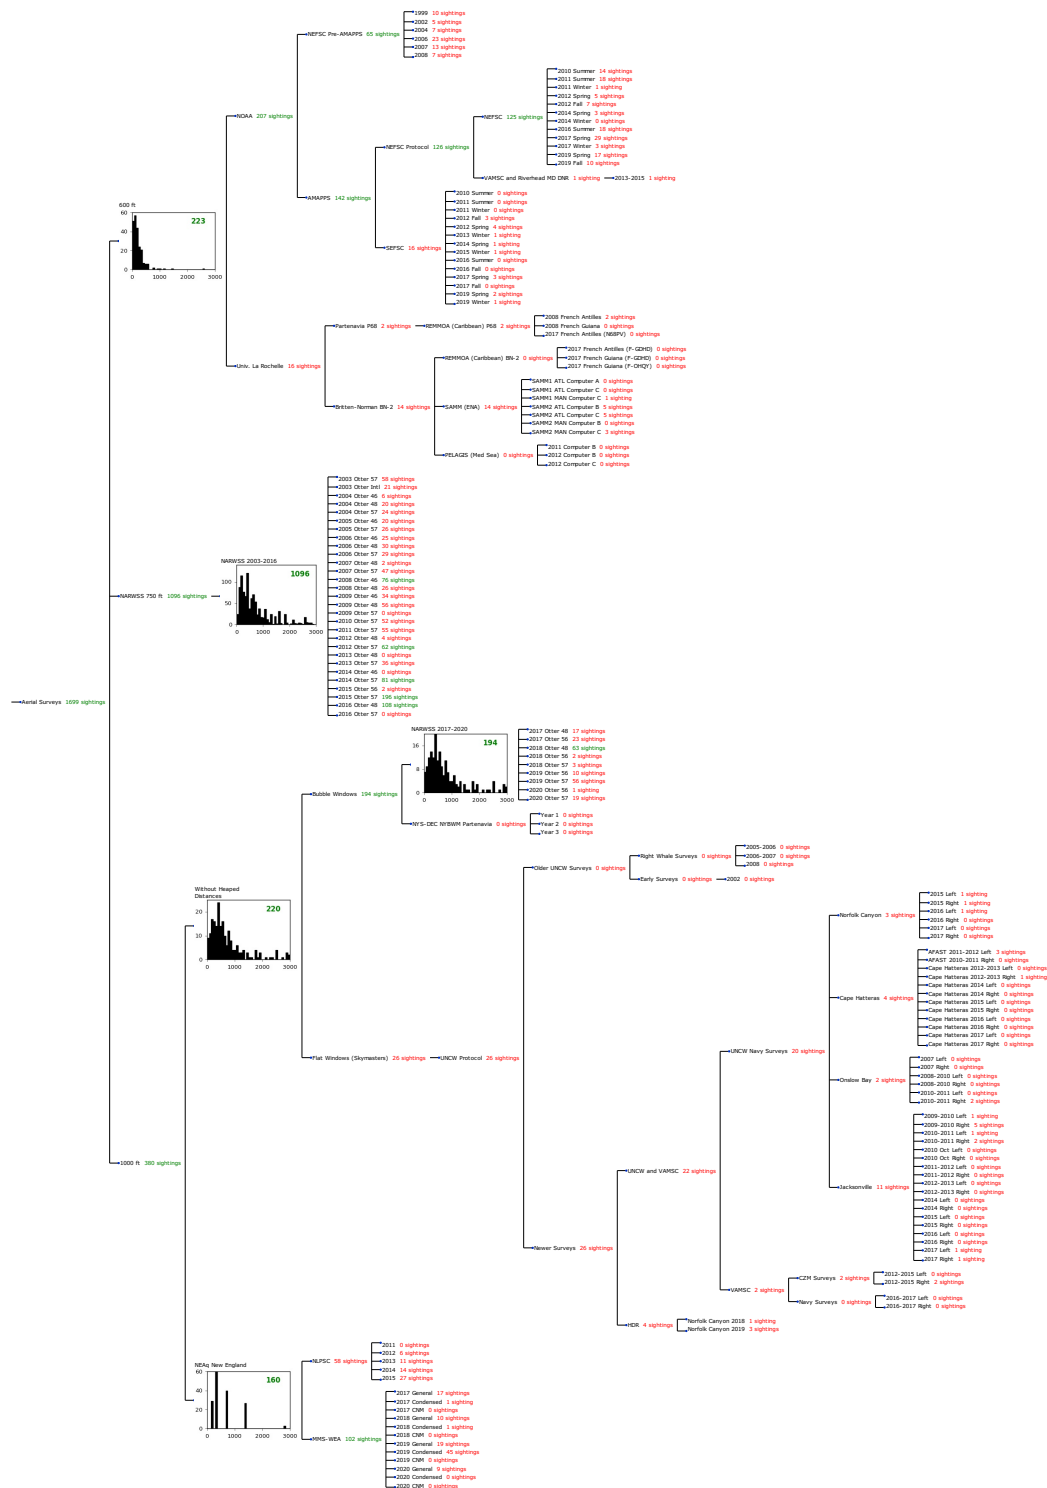 Aerial Surveys 1699 sightings
600 ft
223
60
40
20
0
0 1000 2000 3000
NOAA 207 sightings
NEFSC Pre-AMAPPS 65 sightings
1999 10 sightings
2002 5 sightings
2004 7 sightings
2006 23 sightings
2007 13 sightings
2008 7 sightings
AMAPPS 142 sightings
NEFSC Protocol 126 sightings
NEFSC 125 sightings
2010 Summer 14 sightings
2011 Summer 18 sightings
2011 Winter 1 sighting
2012 Spring 5 sightings
2012 Fall 7 sightings
2014 Spring 3 sightings
2014 Winter 0 sightings
2016 Summer 18 sightings
2017 Spring 29 sightings
2017 Winter 3 sightings
2019 Spring 17 sightings
2019 Fall 10 sightings
VAMSC and Riverhead MD DNR 1 sighting
2013-2015 1 sighting
SEFSC 16 sightings
2010 Summer 0 sightings
2011 Summer 0 sightings
2011 Winter 0 sightings
2012 Fall 3 sightings
2012 Spring 4 sightings
2013 Winter 1 sighting
2014 Spring 1 sighting
2015 Winter 1 sighting
2016 Summer 0 sightings
2016 Fall 0 sightings
2017 Spring 3 sightings
2017 Fall 0 sightings
2019 Spring 2 sightings
2019 Winter 1 sighting
Univ. La Rochelle 16 sightings
Partenavia P68 2 sightings
REMMOA (Caribbean) P68 2 sightings
2008 French Antilles 2 sightings
2008 French Guiana 0 sightings
2017 French Antilles (N68PV) 0 sightings
Britten-Norman BN-2 14 sightings
REMMOA (Caribbean) BN-2 0 sightings
2017 French Antilles (F-GDHD) 0 sightings
2017 French Guiana (F-GDHD) 0 sightings
2017 French Guiana (F-OHQY) 0 sightings
SAMM (ENA) 14 sightings
SAMM1 ATL Computer A 0 sightings
SAMM1 ATL Computer C 0 sightings
SAMM1 MAN Computer C 1 sighting
SAMM2 ATL Computer B 5 sightings
SAMM2 ATL Computer C 5 sightings
SAMM2 MAN Computer B 0 sightings
SAMM2 MAN Computer C 3 sightings
PELAGIS (Med Sea) 0 sightings
2011 Computer B 0 sightings
2012 Computer B 0 sightings
2012 Computer C 0 sightings
NARWSS 750 ft 1096 sightings
NARWSS 2003-2016
1096
100
50
0
0 1000 2000 3000
2003 Otter 57 58 sightings
2003 Otter Intl 21 sightings
2004 Otter 46 6 sightings
2004 Otter 48 20 sightings
2004 Otter 57 24 sightings
2005 Otter 46 20 sightings
2005 Otter 57 26 sightings
2006 Otter 46 25 sightings
2006 Otter 48 30 sightings
2006 Otter 57 29 sightings
2007 Otter 48 2 sightings
2007 Otter 57 47 sightings
2008 Otter 46 76 sightings
2008 Otter 48 26 sightings
2009 Otter 46 34 sightings
2009 Otter 48 56 sightings
2009 Otter 57 0 sightings
2010 Otter 57 52 sightings
2011 Otter 57 55 sightings
2012 Otter 48 4 sightings
2012 Otter 57 62 sightings
2013 Otter 48 0 sightings
2013 Otter 57 36 sightings
2014 Otter 46 0 sightings
2014 Otter 57 81 sightings
2015 Otter 56 2 sightings
2015 Otter 57 196 sightings
2016 Otter 48 108 sightings
2016 Otter 57 0 sightings
1000 ft 380 sightings
Without Heaped
Distances
220
20
10
0
0 1000 2000 3000
Bubble Windows 194 sightings
NARWSS 2017-2020
194
16
8
0
0 1000 2000 3000
2017 Otter 48 17 sightings
2017 Otter 56 23 sightings
2018 Otter 48 63 sightings
2018 Otter 56 2 sightings
2018 Otter 57 3 sightings
2019 Otter 56 10 sightings
2019 Otter 57 56 sightings
2020 Otter 56 1 sighting
2020 Otter 57 19 sightings
NYS-DEC NYBWM Partenavia 0 sightings
Year 1 0 sightings
Year 2 0 sightings
Year 3 0 sightings
Flat Windows (Skymasters) 26 sightings
UNCW Protocol 26 sightings
Older UNCW Surveys 0 sightings
Right Whale Surveys 0 sightings
2005-2006 0 sightings
2006-2007 0 sightings
2008 0 sightings
Early Surveys 0 sightings
2002 0 sightings
Newer Surveys 26 sightings
UNCW and VAMSC 22 sightings
UNCW Navy Surveys 20 sightings
Norfolk Canyon 3 sightings
2015 Left 1 sighting
2015 Right 1 sighting
2016 Left 1 sighting
2016 Right 0 sightings
2017 Left 0 sightings
2017 Right 0 sightings
Cape Hatteras 4 sightings
AFAST 2011-2012 Left 3 sightings
AFAST 2010-2011 Right 0 sightings
Cape Hatteras 2012-2013 Left 0 sightings
Cape Hatteras 2012-2013 Right 1 sighting
Cape Hatteras 2014 Left 0 sightings
Cape Hatteras 2014 Right 0 sightings
Cape Hatteras 2015 Left 0 sightings
Cape Hatteras 2015 Right 0 sightings
Cape Hatteras 2016 Left 0 sightings
Cape Hatteras 2016 Right 0 sightings
Cape Hatteras 2017 Left 0 sightings
Cape Hatteras 2017 Right 0 sightings
Onslow Bay 2 sightings
2007 Left 0 sightings
2007 Right 0 sightings
2008-2010 Left 0 sightings
2008-2010 Right 0 sightings
2010-2011 Left 0 sightings
2010-2011 Right 2 sightings
Jacksonville 11 sightings
2009-2010 Left 1 sighting
2009-2010 Right 5 sightings
2010-2011 Left 1 sighting
2010-2011 Right 2 sightings
2010 Oct Left 0 sightings
2010 Oct Right 0 sightings
2011-2012 Left 0 sightings
2011-2012 Right 0 sightings
2012-2013 Left 0 sightings
2012-2013 Right 0 sightings
2014 Left 0 sightings
2014 Right 0 sightings
2015 Left 0 sightings
2015 Right 0 sightings
2016 Left 0 sightings
2016 Right 0 sightings
2017 Left 1 sighting
2017 Right 1 sighting
VAMSC 2 sightings
CZM Surveys 2 sightings
2012-2015 Left 0 sightings
2012-2015 Right 2 sightings
Navy Surveys 0 sightings
2016-2017 Left 0 sightings
2016-2017 Right 0 sightings
HDR 4 sightings
Norfolk Canyon 2018 1 sighting
Norfolk Canyon 2019 3 sightings
NEAq New England
160
60
40
20
0
0 1000 2000 3000
NLPSC 58 sightings
2011 0 sightings
2012 6 sightings
2013 11 sightings
2014 14 sightings
2015 27 sightings
MMS-WEA 102 sightings
2017 General 17 sightings
2017 Condensed 1 sighting
2017 CNM 0 sightings
2018 General 10 sightings
2018 Condensed 1 sighting
2018 CNM 0 sightings
2019 General 19 sightings
2019 Condensed 45 sightings
2019 CNM 0 sightings
2020 General 9 sightings
2020 Condensed 0 sightings
2020 CNM 0 sightings